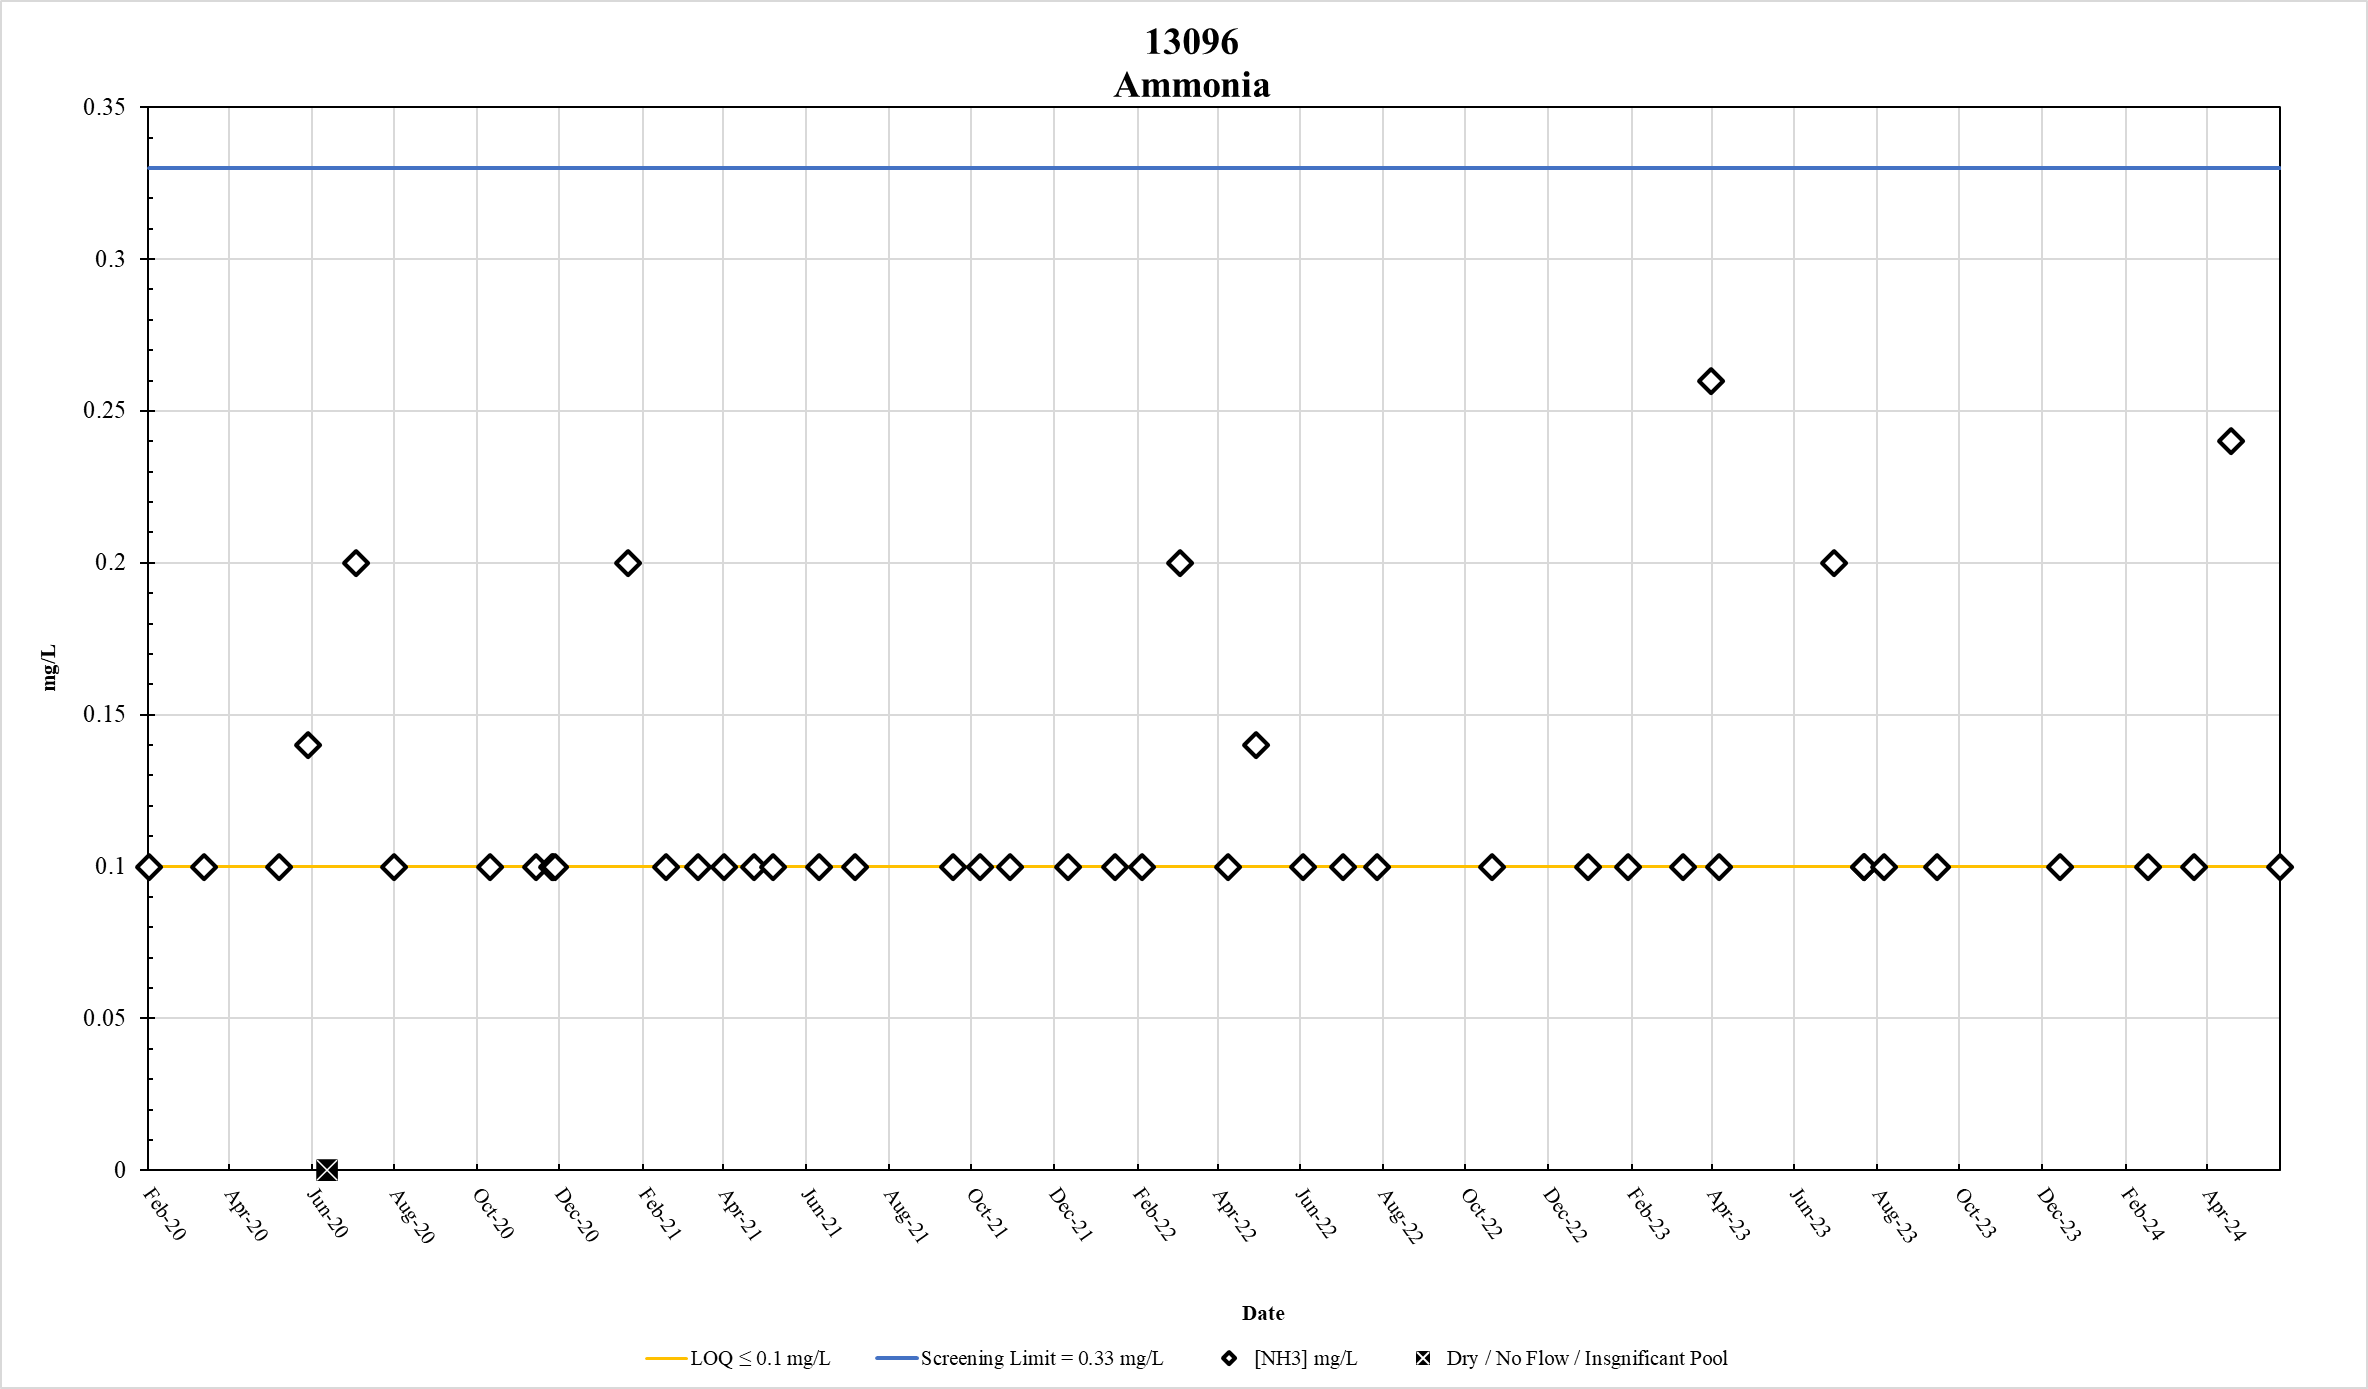 13096
Ammonia
0.35
0.3
0.25
0.2
0.15
0.1
0.05
0
mg/L
Feb-20
Apr-20
Jun-20
Aug-20
Oct-20
Dec-20
Feb-21
Apr-21
Jun-21
Aug-21
Oct-21
Dec-21
Feb-22
Apr-22
Jun-22
Aug-22
Oct-22
Dec-22
Feb-23
Apr-23
Jun-23
Aug-23
Oct-23
Dec-23
Feb-24
Apr-24
Date
LOQ ≤ 0.1 mg/L
Screening Limit = 0.33 mg/L
[NH3] mg/L
Dry / No Flow / Insgnificant Pool